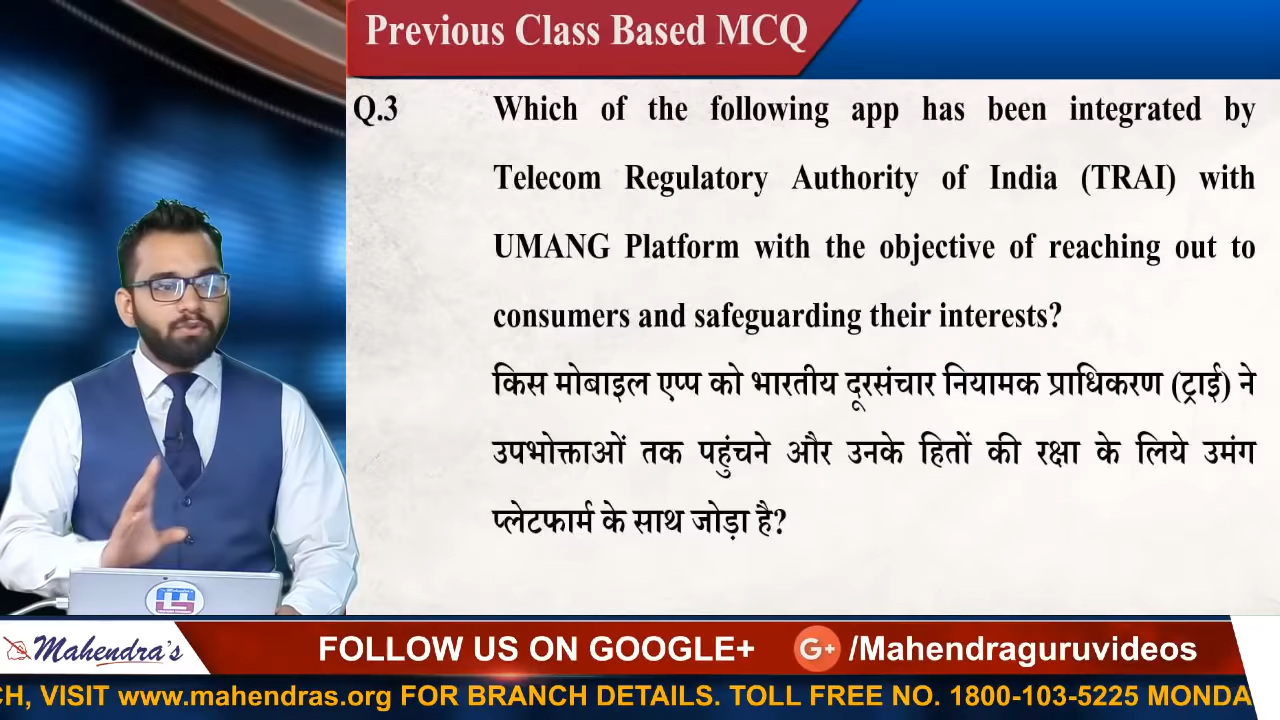 Previous Class Based MCQ
Q.3 Which of the following app has been integrated by
Telecom Regulatory Authority of India (TRAI) with
UMANG Platform with the objective of reaching out to
consumers and safeguarding their interests?
किस मोबाइल एप्प को भारतीय दूरसंचार नियामक प्राधिकरण (ट्राई) ने
उपभोक्ताओं तक पहुंचने और उनके हितों की रक्षा के लिये उमंग
प्लेटफार्म के साथ जोड़ा है?
Mahendra's
FOLLOW US ON GOOGLE+ G+ /Mahendraguruvideos
CH, VISIT www.mahendras.org FOR BRANCH DETAILS. TOLL FREE NO. 1800-103-5225 MONDA